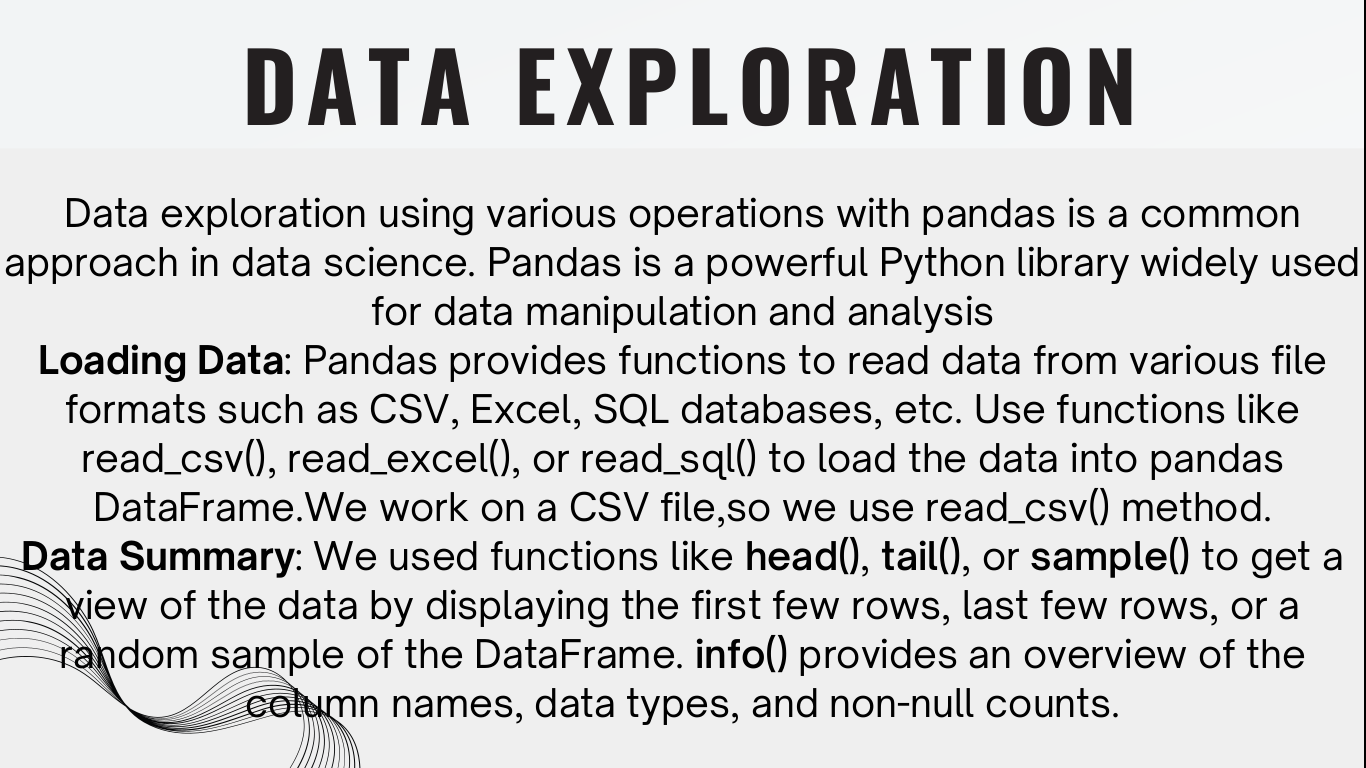 DATA EXPLORATION
Data exploration using various operations with pandas is a common
approach in data science. Pandas is a powerful Python library widely used
for data manipulation and analysis
Loading Data: Pandas provides functions to read data from various file
formats such as CSV, Excel, SQL databases, etc. Use functions like
read_csv(), read_excel(), or read_sql() to load the data into pandas
DataFrame.We work on a CSV file,so we use read_csv() method.
Data Summary: We used functions like head(), tail(), or sample() to get a
view of the data by displaying the first few rows, last few rows, or a
random sample of the DataFrame. info() provides an overview of the
column names, data types, and non-null counts.